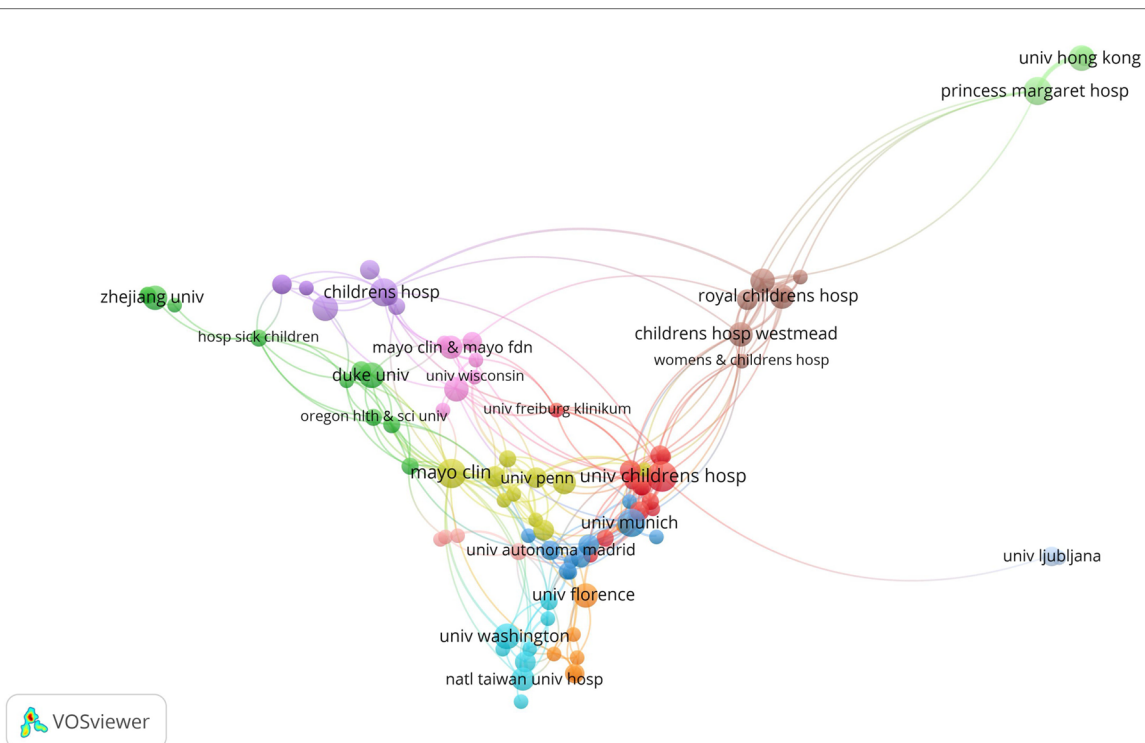 univ hong kong
princess margaret hosp
zhejiang univ
childrens hosp
royal childrens hosp
hosp sick children
mayo clin & mayo fdn
childrens hosp westmead
womens & childrens hosp
duke univ
univ wisconsin
oregon hlth & sci univ
univ freiburg klinikum
mayo clin
univ penn
univ childrens hosp
univ munich
univ autonoma madrid
univ ljubljana
univ florence
univ washington
natl taiwan univ hosp
VOSviewer